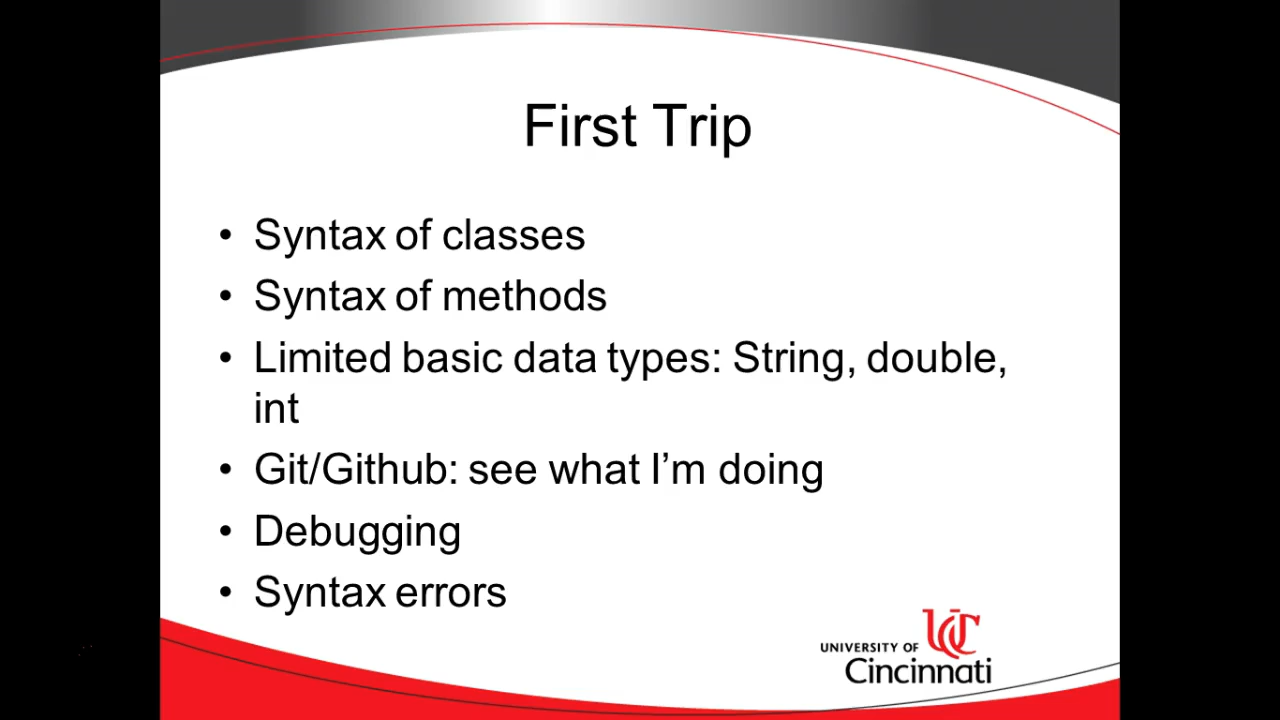 First Trip
• Syntax of classes
• Syntax of methods
• Limited basic data types: String, double,
int
• Git/Github: see what I’m doing
• Debugging
• Syntax errors
UC
UNIVERSITY OF
Cincinnati